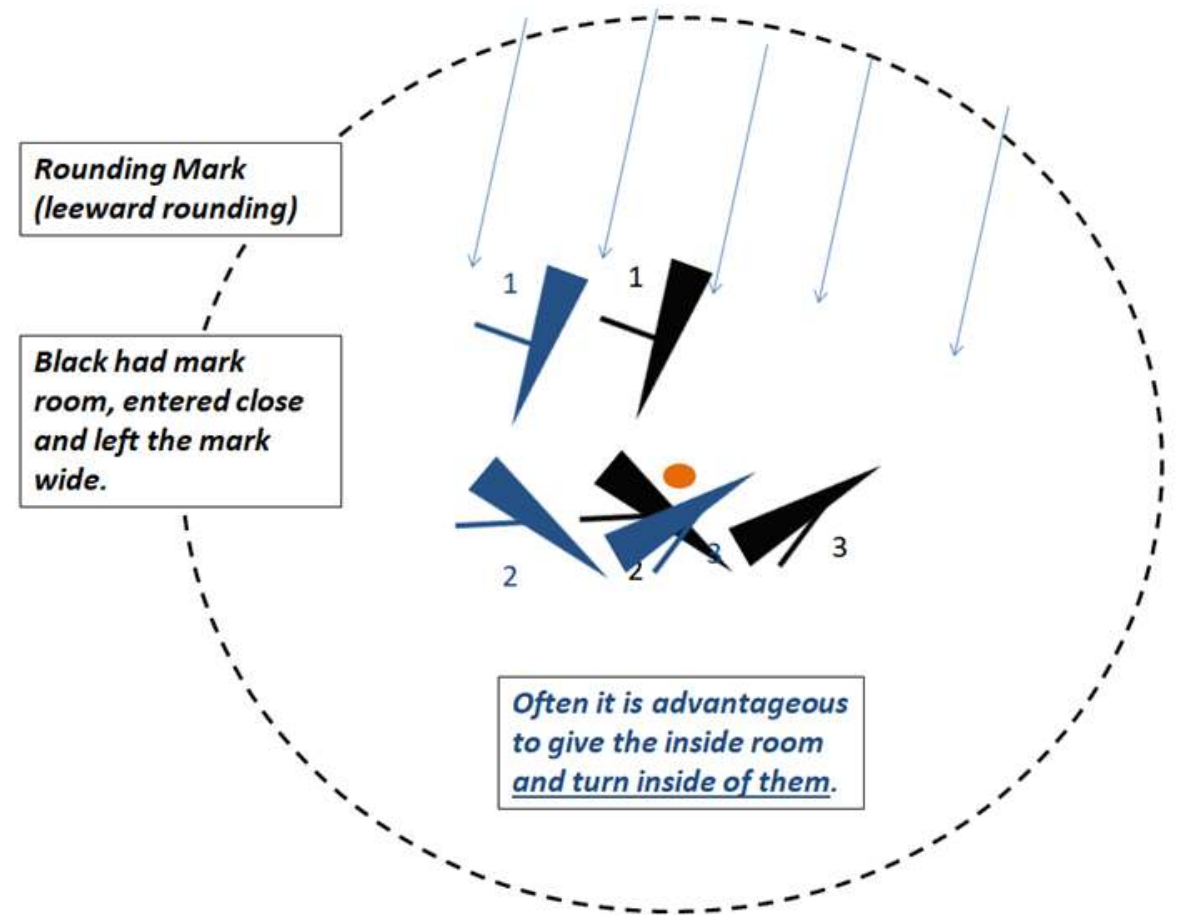 Rounding Mark
(leeward rounding)
1
1
Black had mark
room, entered close
and left the mark
wide.
2
2
3
3
Often it is advantageous
to give the inside room
and turn inside of them.